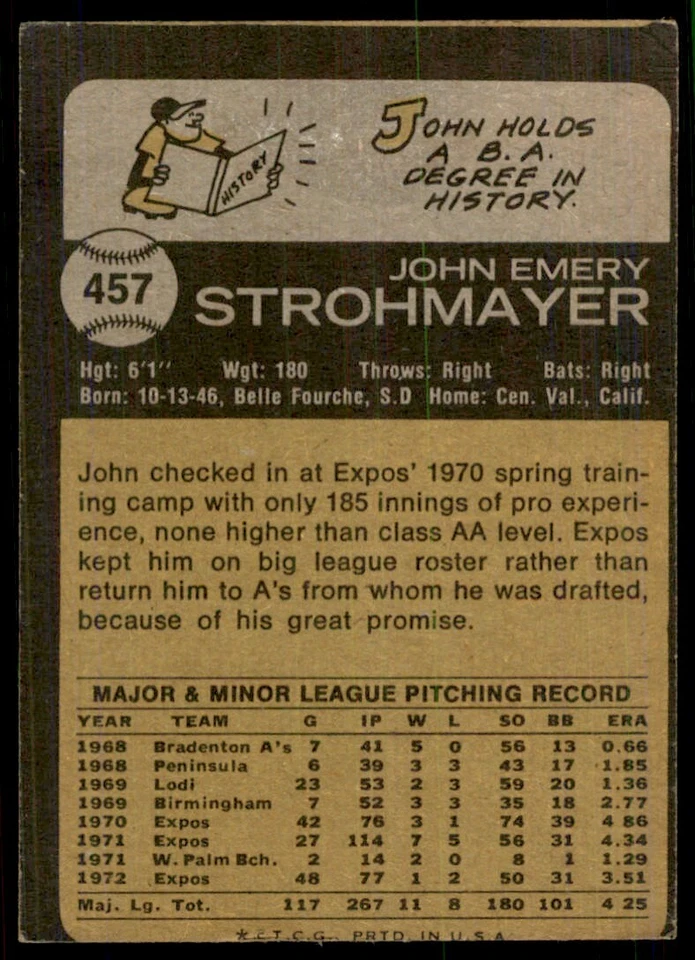 HISTORY
JOHN HOLDS
A B.A.
DEGREE IN
HISTORY.
457
JOHN EMERY
STROHMAYER
Hgt: 6'1" Wgt: 180 Throws: Right Bats: Right
Born: 10-13-46, Belle Fourche, S.D Home: Cen. Val., Calif.
John checked in at Expos' 1970 spring train-
ing camp with only 185 innings of pro experi-
ence, none higher than class AA level. Expos
kept him on big league roster rather than
return him to A's from whom he was drafted,
because of his great promise.
MAJOR & MINOR LEAGUE PITCHING RECORD
YEAR TEAM G IP W L SO BB ERA
1968 Bradenton A's 7 41 5 0 56 13 0.66
1968 Peninsula 6 39 3 3 43 17 1.85
1969 Lodi 23 53 2 3 59 20 1.36
1969 Birmingham 7 52 3 3 35 18 2.77
1970 Expos 42 76 3 1 74 39 4 86
1971 Expos 27 114 7 5 56 31 4.34
1971 W. Palm Bch. 2 14 2 0 8 1 1.29
1972 Expos 48 77 1 2 50 31 3.51
Maj. Lg. Tot. 117 267 11 8 180 101 4 25
* © T.C.G. PRTD. IN U.S.A.